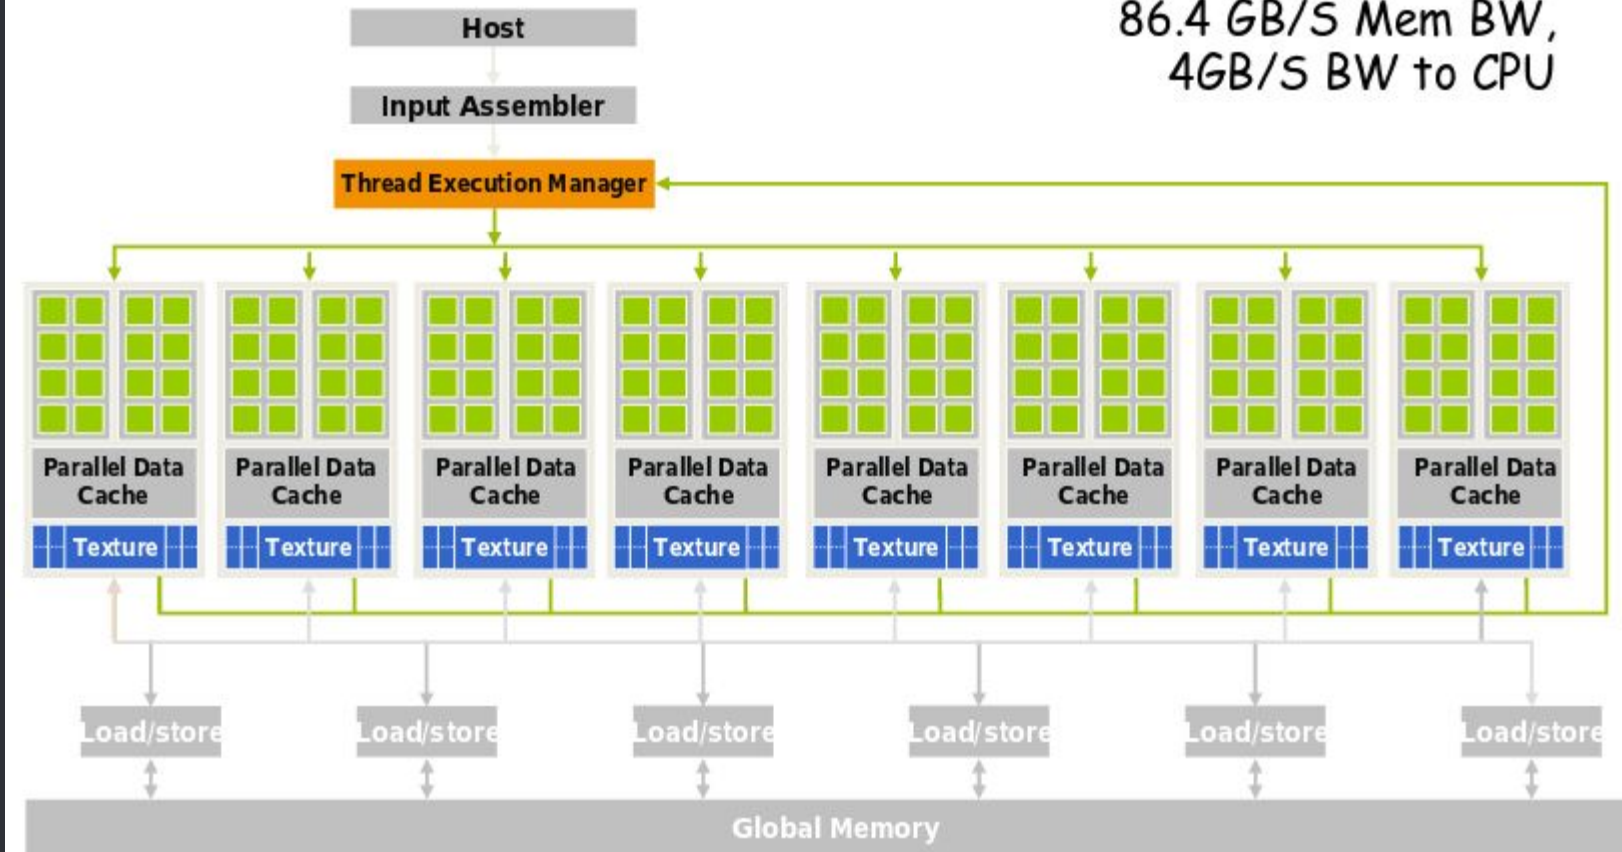 86.4 GB/S Mem BW,
4GB/S BW to CPU
Host
Input Assembler
Thread Execution Manager
Parallel Data
Cache
Parallel Data
Cache
Parallel Data
Cache
Parallel Data
Cache
Parallel Data
Cache
Parallel Data
Cache
Parallel Data
Cache
Parallel Data
Cache
Texture
Texture
Texture
Texture
Texture
Texture
Texture
Texture
Load/store
Load/store
Load/store
Load/store
Load/store
Load/store
Global Memory